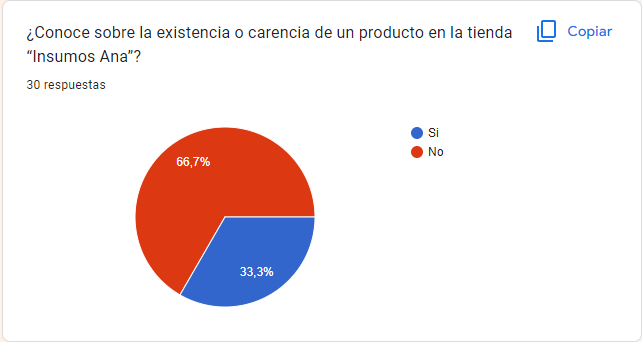 ¿Conoce sobre la existencia o carencia de un producto en la tienda
“Insumos Ana”?
Copiar
30 respuestas
Si
No
66,7%
33,3%